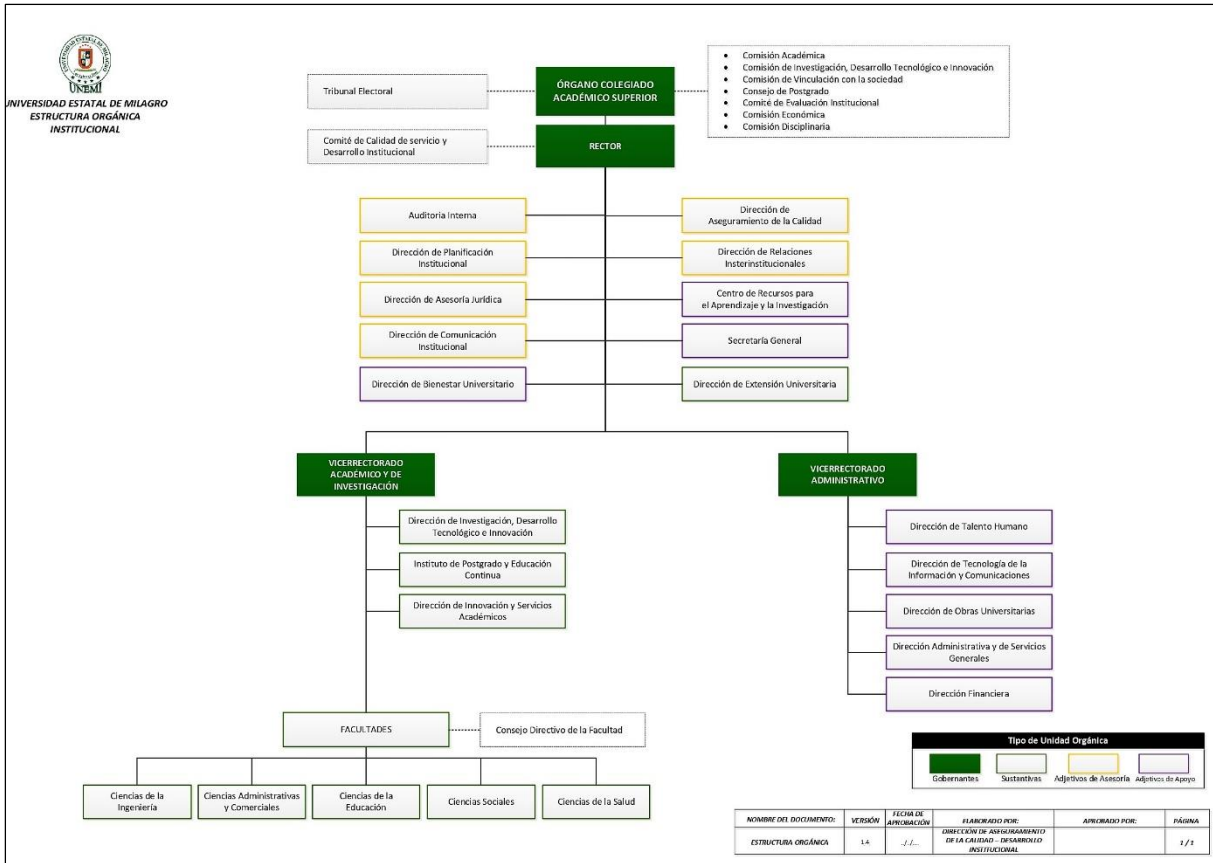 UNIVERSIDAD ESTATAL DE MILAGRO
UNEMI
UNIVERSIDAD ESTATAL DE MILAGRO
ESTRUCTURA ORGÁNICA
INSTITUCIONAL
Tribunal Electoral
ÓRGANO COLEGIADO
ACADÉMICO SUPERIOR
• Comisión Académica
• Comisión de Investigación, Desarrollo Tecnológico e Innovación
• Comisión de Vinculación con la sociedad
• Consejo de Postgrado
• Comité de Evaluación Institucional
• Comisión Económica
• Comisión Disciplinaria
Comité de Calidad de servicio y
Desarrollo Institucional
RECTOR
Auditoria Interna
Dirección de
Aseguramiento de la Calidad
Dirección de Planificación
Institucional
Dirección de Relaciones
Insterinstitucionales
Dirección de Asesoría Jurídica
Centro de Recursos para
el Aprendizaje y la Investigación
Dirección de Comunicación
Institucional
Secretaría General
Dirección de Bienestar Universitario
Dirección de Extensión Universitaria
VICERRECTORADO
ACADÉMICO Y DE
INVESTIGACIÓN
VICERRECTORADO
ADMINISTRATIVO
Dirección de Investigación, Desarrollo
Tecnológico e Innovación
Instituto de Postgrado y Educación
Continua
Dirección de Innovación y Servicios
Académicos
Dirección de Talento Humano
Dirección de Tecnología de la
Información y Comunicaciones
Dirección de Obras Universitarias
Dirección Administrativa y de Servicios
Generales
Dirección Financiera
FACULTADES
Consejo Directivo de la Facultad
Ciencias de la
Ingeniería
Ciencias Administrativas
y Comerciales
Ciencias de la
Educación
Ciencias Sociales
Ciencias de la Salud
Tipo de Unidad Orgánica
Gobernantes
Sustantivas
Adjetivos de Asesoría
Adjetivos de Apoyo
NOMBRE DEL DOCUMENTO:
VERSIÓN
FECHA DE
APROBACIÓN
ELABORADO POR:
APROBADO POR:
PÁGINA
ESTRUCTURA ORGÁNICA
1.4
../../...
DIRECCIÓN DE ASEGURAMIENTO
DE LA CALIDAD – DESARROLLO
INSTITUCIONAL
1 / 1